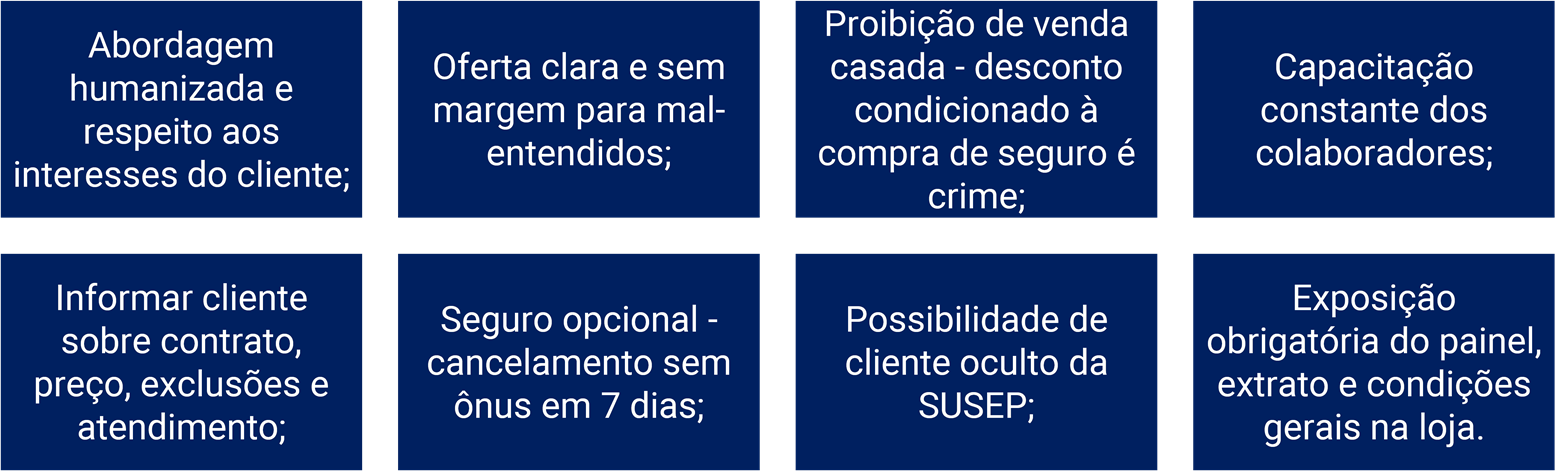 Abordagem
humanizada e
respeito aos
interesses do cliente;
Oferta clara e sem
margem para mal-
entendidos;
Proibição de venda
casada - desconto
condicionado à
compra de seguro é
crime;
Capacitação
constante dos
colaboradores;
Informar cliente
sobre contrato,
preço, exclusões e
atendimento;
Seguro opcional -
cancelamento sem
ônus em 7 dias;
Possibilidade de
cliente oculto da
SUSEP;
Exposição
obrigatória do painel,
extrato e condições
gerais na loja.